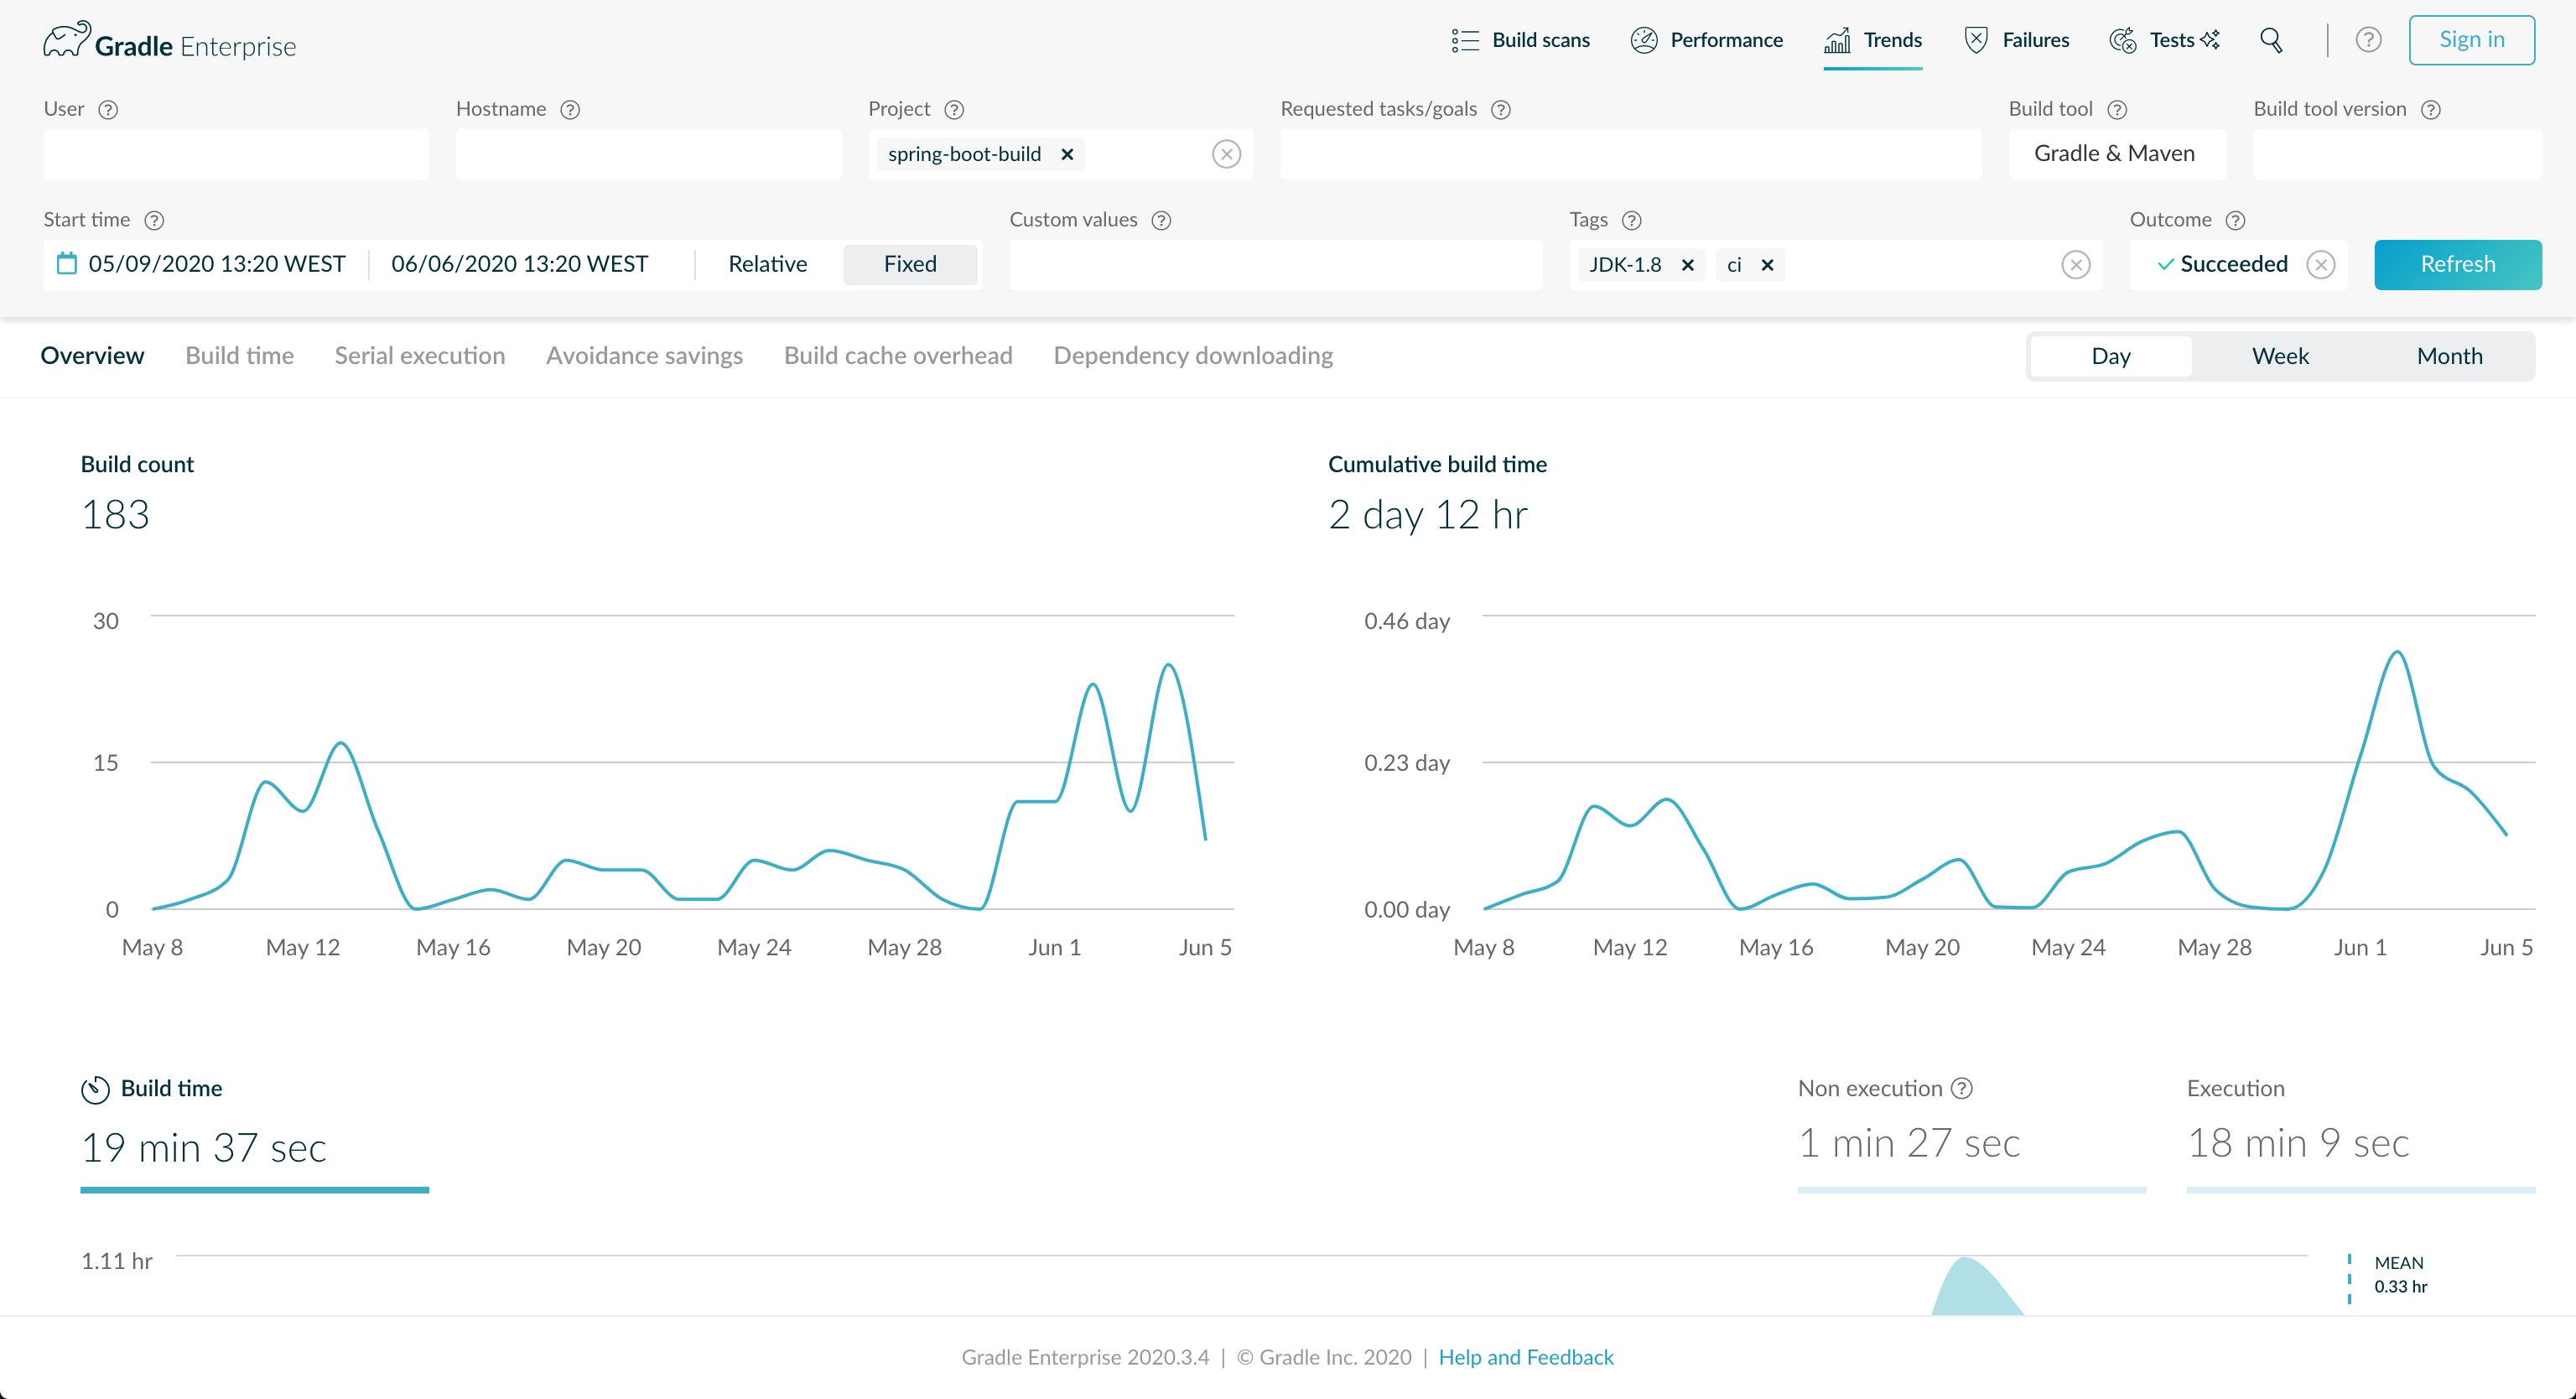 Gradle Enterprise
Build scans Performance Trends Failures Tests ? Sign in
User ? Hostname ? Project ? Requested tasks/goals ? Build tool ? Build tool version ?
spring-boot-build × Gradle & Maven
Start time ? Custom values ? Tags ? Outcome ?
05/09/2020 13:20 WEST 06/06/2020 13:20 WEST Relative Fixed JDK-1.8 × ci × Succeeded Refresh
Overview Build time Serial execution Avoidance savings Build cache overhead Dependency downloading Day Week Month
Build count
183
30
15
0
May 8 May 12 May 16 May 20 May 24 May 28 Jun 1 Jun 5
Cumulative build time
2 day 12 hr
0.46 day
0.23 day
0.00 day
May 8 May 12 May 16 May 20 May 24 May 28 Jun 1 Jun 5
Build time
19 min 37 sec
Non execution ?
1 min 27 sec
Execution
18 min 9 sec
1.11 hr
MEAN
0.33 hr
Gradle Enterprise 2020.3.4 | © Gradle Inc. 2020 | Help and Feedback